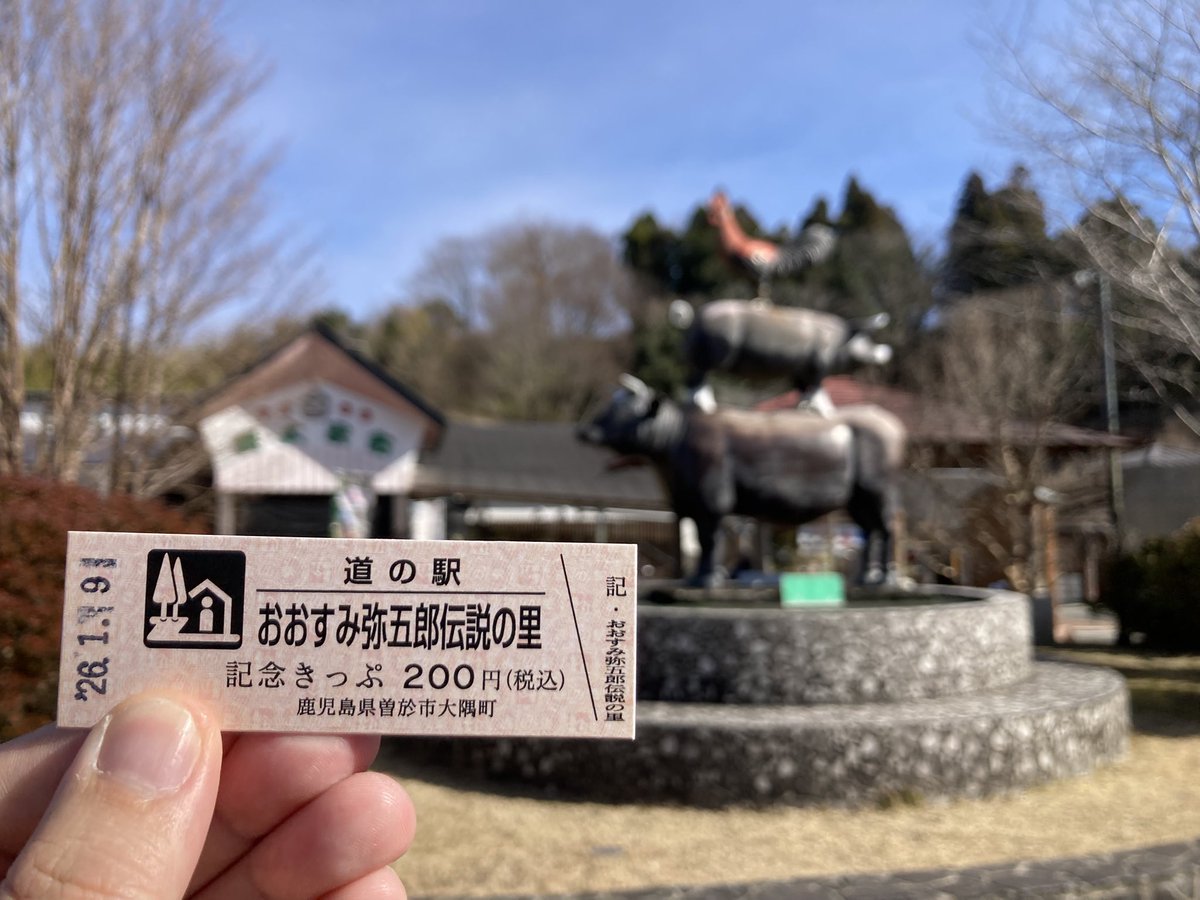 '26.1.-9
道の駅
おおすみ弥五郎伝説の里
記念きっぷ 200円(税込)
鹿児島県曽於市大隅町
記・おおすみ弥五郎伝説の里